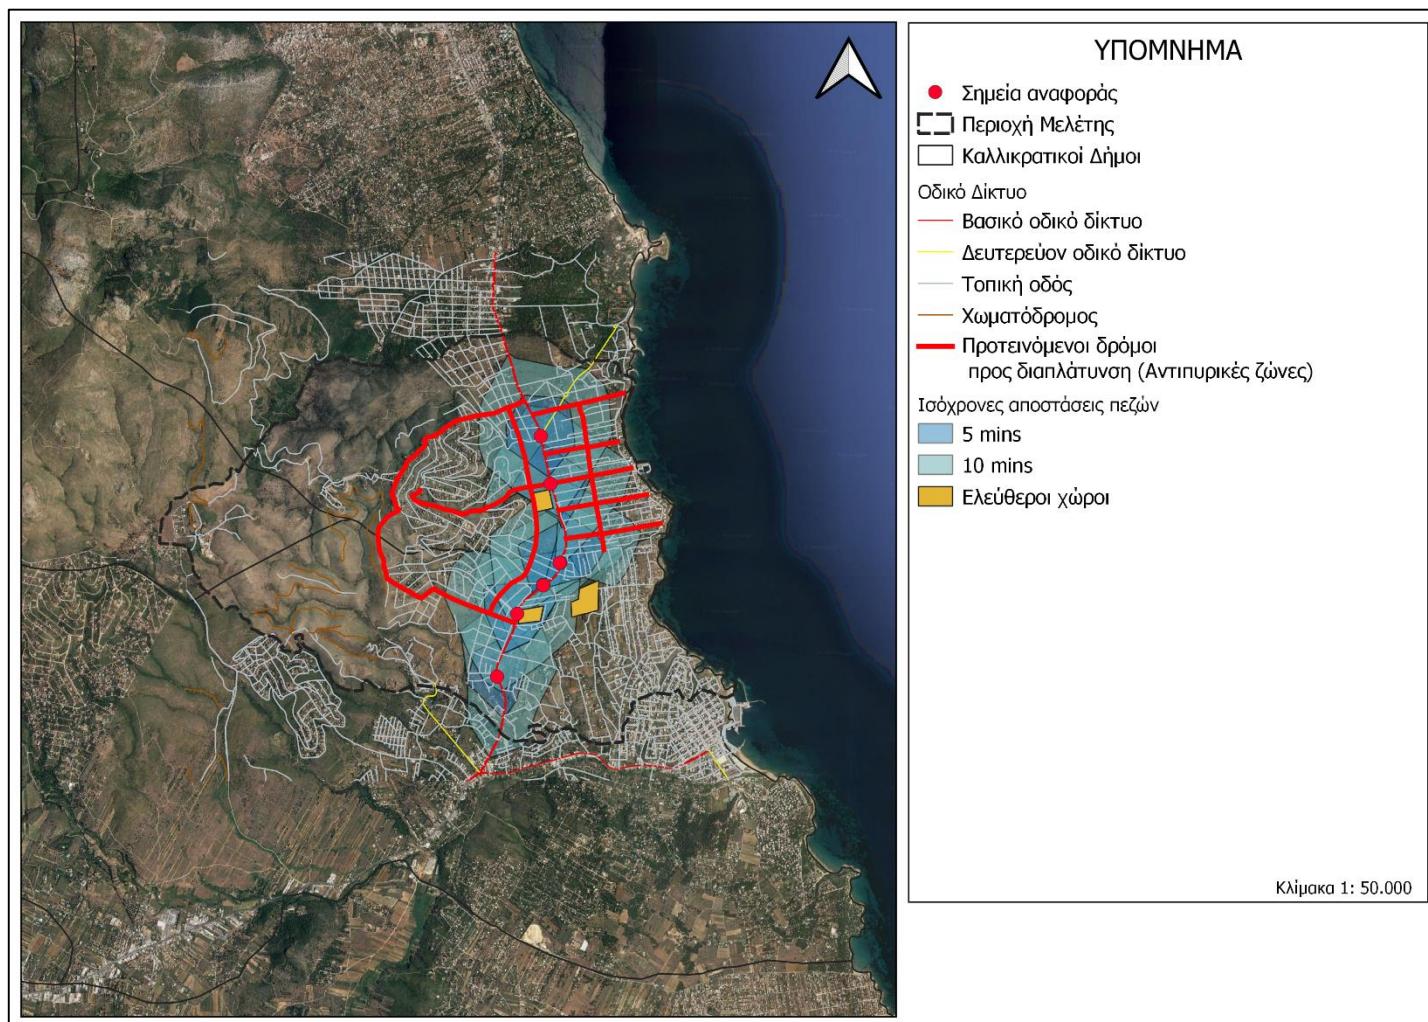 ΥΠΟΜΝΗΜΑ
Σημεία αναφοράς
Περιοχή Μελέτης
Καλλικρατικοί Δήμοι
Οδικό Δίκτυο
Βασικό οδικό δίκτυο
Δευτερεύον οδικό δίκτυο
Τοπική οδός
Χωματόδρομος
Προτεινόμενοι δρόμοι
προς διαπλάτυνση (Αντιπυρικές ζώνες)
Ισόχρονες αποστάσεις πεζών
5 mins
10 mins
Ελεύθεροι χώροι
Κλίμακα 1: 50.000